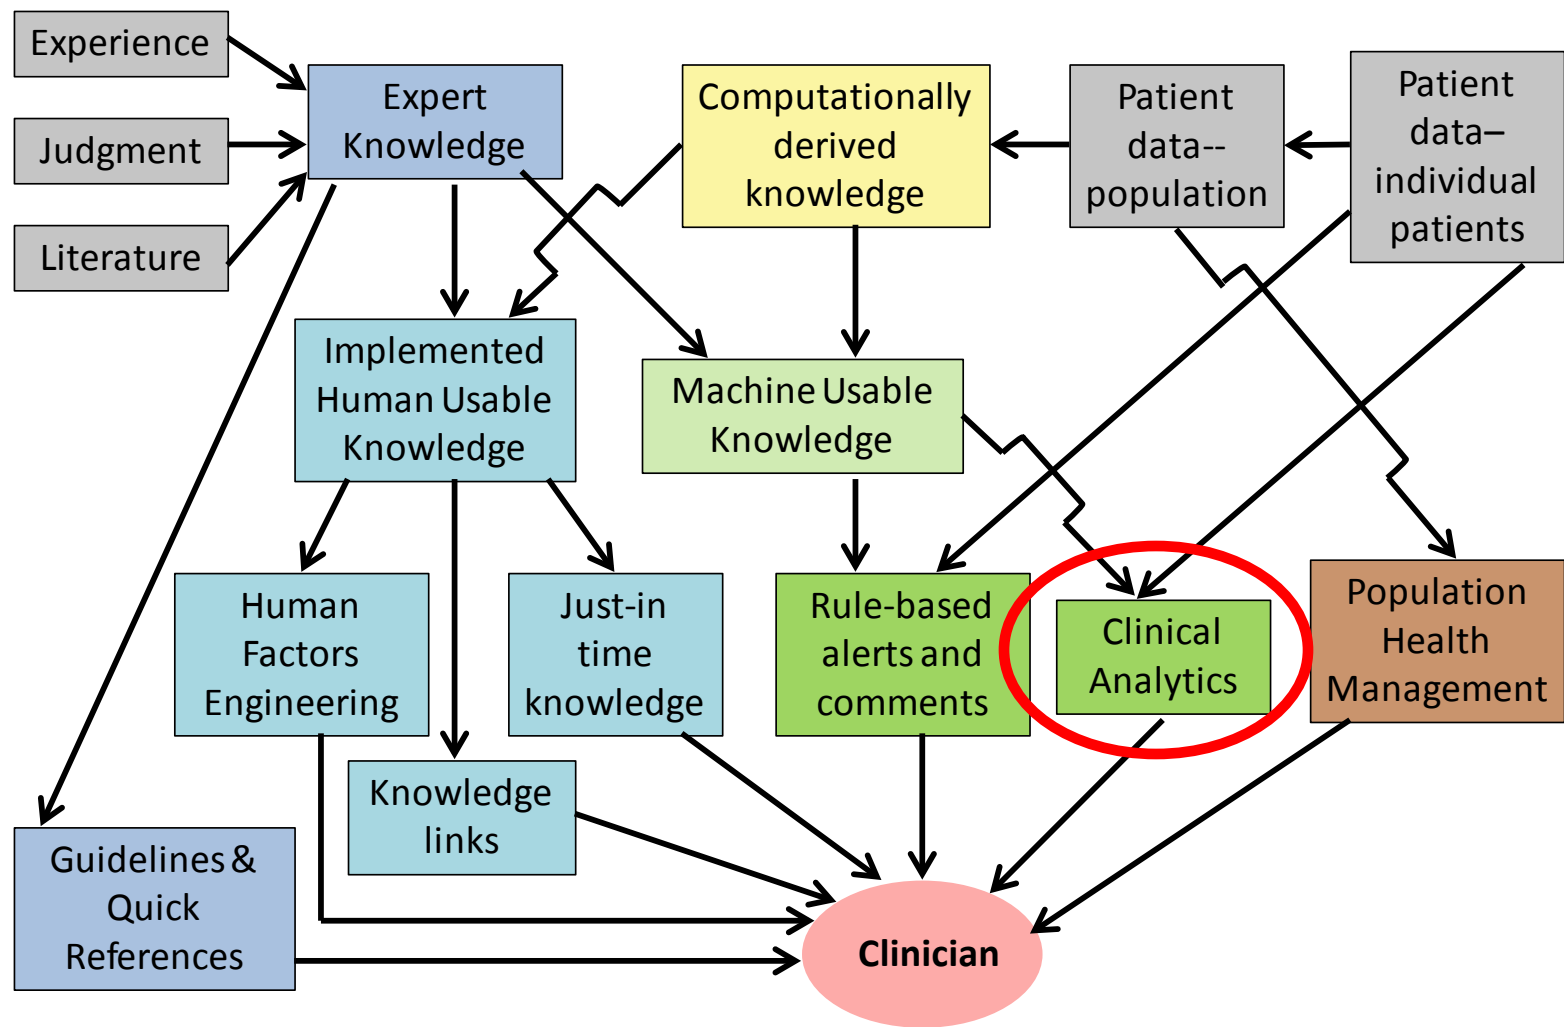 Experience
Judgment
Literature
Expert
Knowledge
Computationally
derived
knowledge
Patient
data--
population
Patient
data–
individual
patients
Implemented
Human Usable
Knowledge
Machine Usable
Knowledge
Human
Factors
Engineering
Just-in
time
knowledge
Rule-based
alerts and
comments
Clinical
Analytics
Population
Health
Management
Knowledge
links
Guidelines &
Quick
References
Clinician